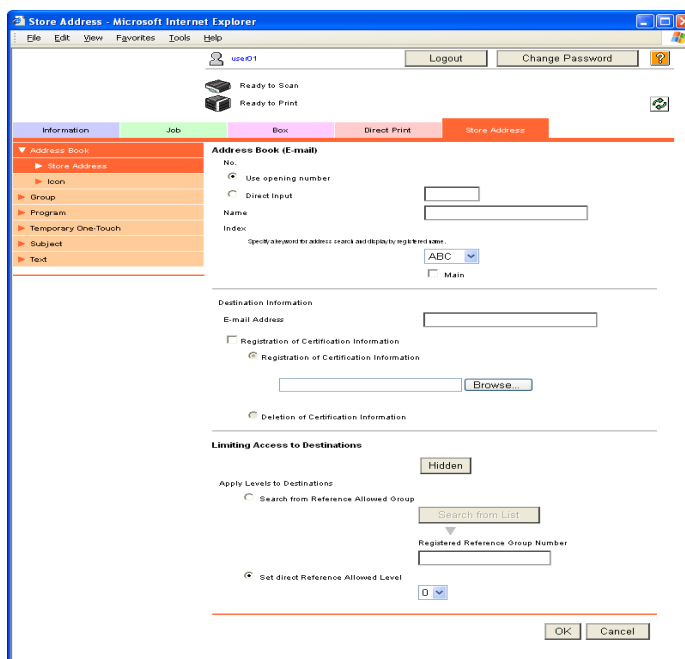 Store Address - Microsoft Internet Explorer
File Edit View Favorites Tools Help
user01
Logout
Change Password
?
Ready to Scan
Ready to Print
Information Job Box Direct Print Store Address
Address Book
Store Address
Icon
Group
Program
Temporary One-Touch
Subject
Text
Address Book (E-mail)
No.
Use opening number
Direct Input
Name
Index
Specify a keyword for address search and display by registered name.
ABC
Main
Destination Information
E-mail Address
Registration of Certification Information
Registration of Certification Information
Browse...
Deletion of Certification Information
Limiting Access to Destinations
Hidden
Apply Levels to Destinations
Search from Reference Allowed Group
Search from List
Registered Reference Group Number
Set direct Reference Allowed Level
0
OK Cancel